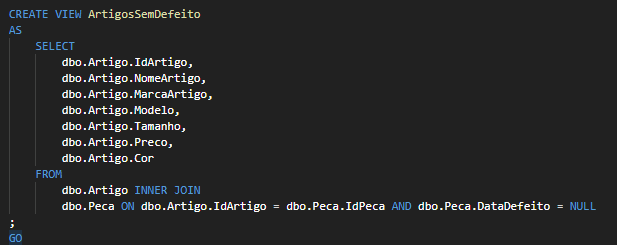 CREATE VIEW ArtigosSemDefeito
AS
    SELECT
        dbo.Artigo.IdArtigo,
        dbo.Artigo.NomeArtigo,
        dbo.Artigo.MarcaArtigo,
        dbo.Artigo.Modelo,
        dbo.Artigo.Tamanho,
        dbo.Artigo.Preco,
        dbo.Artigo.Cor
    FROM
        dbo.Artigo INNER JOIN
        dbo.Peca ON dbo.Artigo.IdArtigo = dbo.Peca.IdPeca AND dbo.Peca.DataDefeito = NULL
;
GO